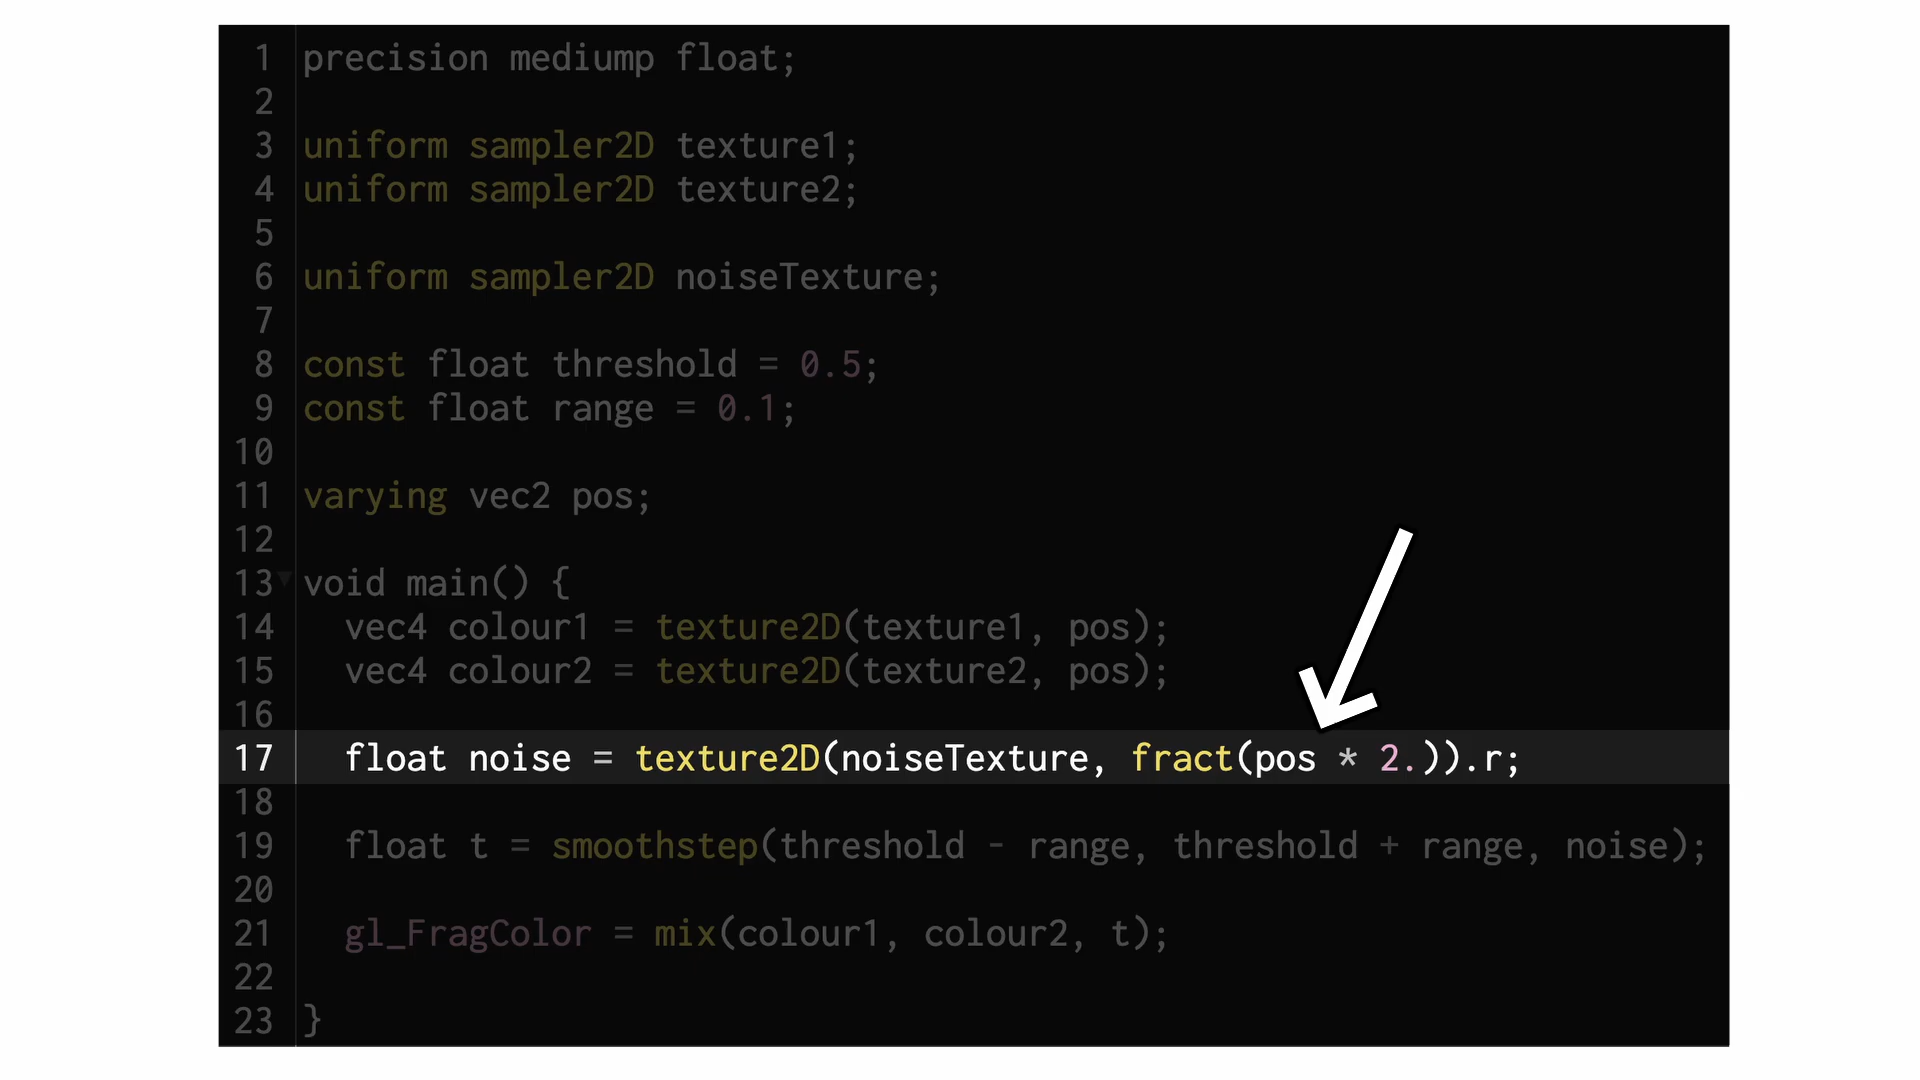 1 precision mediump float;
2
3 uniform sampler2D texture1;
4 uniform sampler2D texture2;
5
6 uniform sampler2D noiseTexture;
7
8 const float threshold = 0.5;
9 const float range = 0.1;
10
11 varying vec2 pos;
12
13 void main() {
14 vec4 colour1 = texture2D(texture1, pos);
15 vec4 colour2 = texture2D(texture2, pos);
16
17 float noise = texture2D(noiseTexture, fract(pos * 2.)).r;
18
19 float t = smoothstep(threshold - range, threshold + range, noise);
20
21 gl_FragColor = mix(colour1, colour2, t);
22
23 }